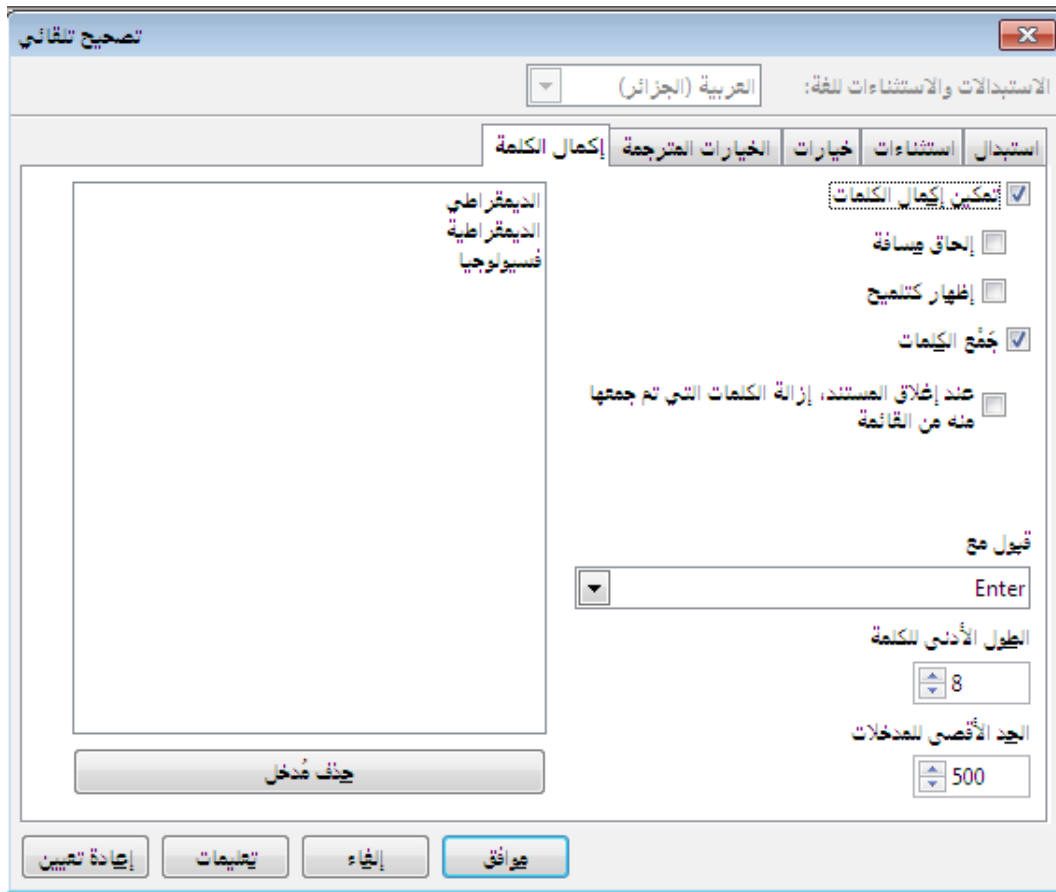 تصحيح تلقائي
الاستبدالات والاستثناءات للغة: العربية (الجزائر)
استبدال استثناءات خيارات الخيارات المترجمة إكمال الكلمة
تمكين إكمال الكلمات
إلحاق مسافة
إظهار كتلميح
جَمْع الكلمات
عند إغلاق المستند، إزالة الكلمات التي تم جمعها
منه من القائمة
قبول مع
Enter
الطول الأدنى للكلمة
8
الحد الأقصى للمدخلات
500
الديمقراطي
الديمقراطية
فسيولوجيا
حذف مُدخل
موافق إلغاء تعليمات إعادة تعيين